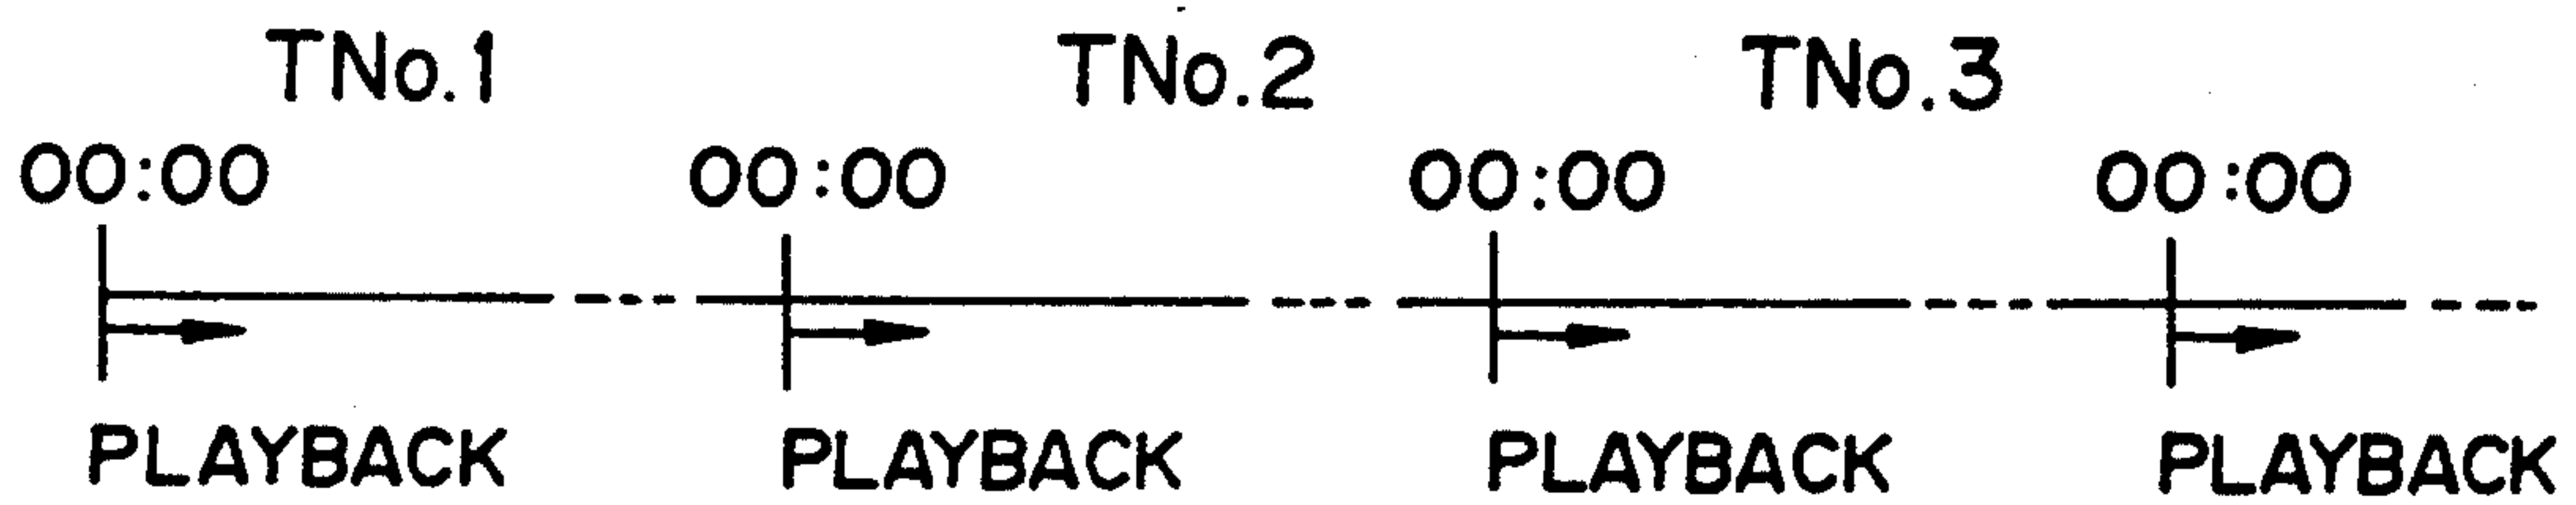 TNo.1 TNo.2 TNo.3
00:00 00:00 00:00 00:00
PLAYBACK PLAYBACK PLAYBACK PLAYBACK